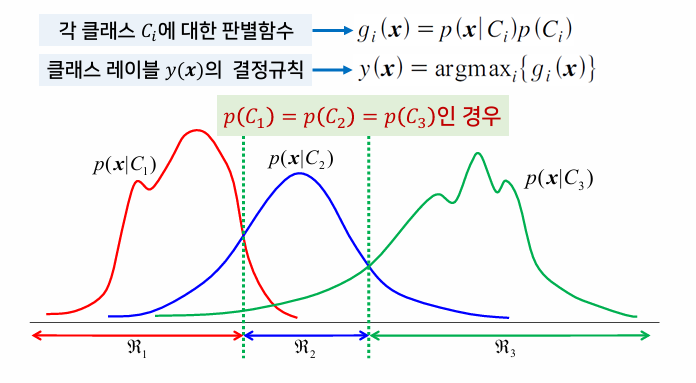 각 클래스 $C_i$에 대한 판별함수 $g_i(\boldsymbol{x}) = p(\boldsymbol{x}|C_i)p(C_i)$
클래스 레이블 $y(\boldsymbol{x})$의 결정규칙 $y(\boldsymbol{x}) = \text{argmax}_i\{g_i(\boldsymbol{x})\}$
$p(C_1) = p(C_2) = p(C_3)$인 경우
$p(\boldsymbol{x}|C_1)$
$p(\boldsymbol{x}|C_2)$
$p(\boldsymbol{x}|C_3)$
$\Re_1$
$\Re_2$
$\Re_3$